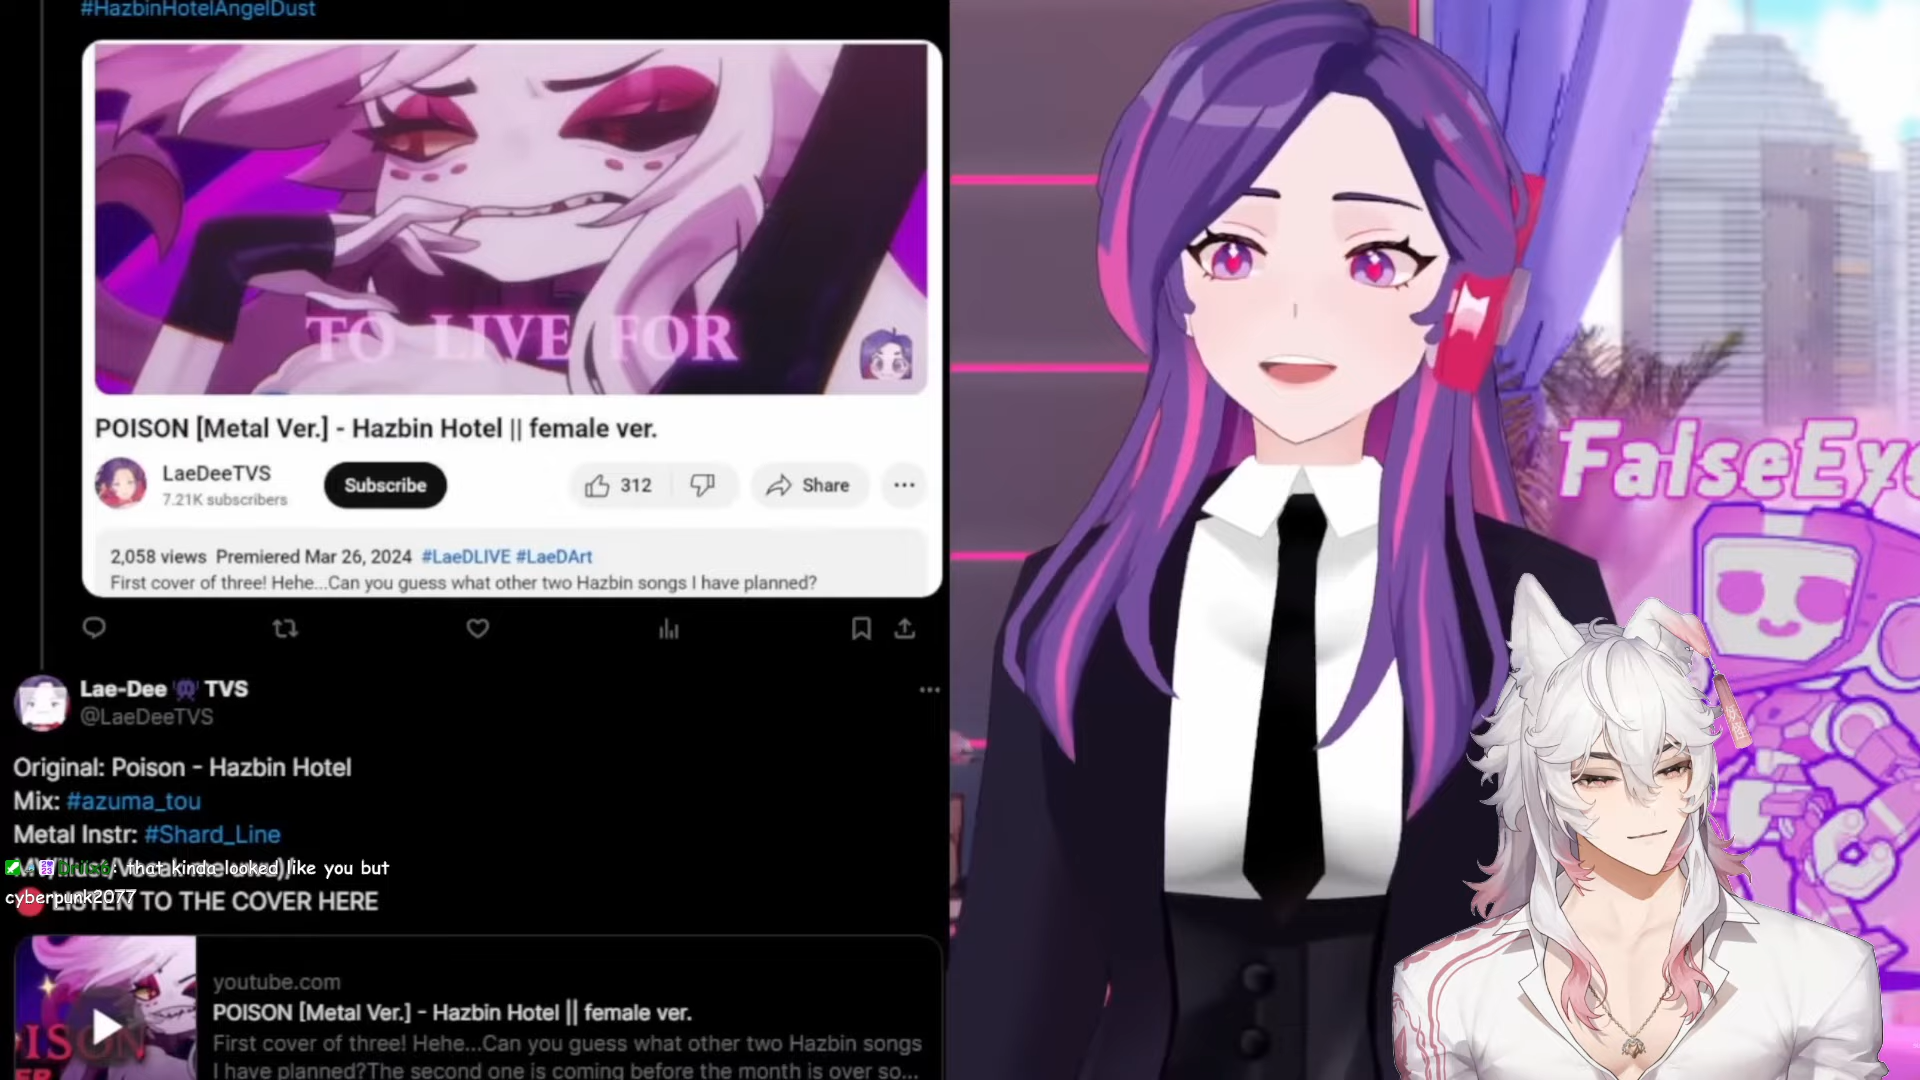 #HazbinHotelAngelDust
TO LIVE FOR
POISON [Metal Ver.] - Hazbin Hotel || female ver.
LaeDeeTVS
7.21K subscribers
Subscribe
312
Share
2,058 views Premiered Mar 26, 2024 #LaeDLIVE #LaeDArt
First cover of three! Hehe...Can you guess what other two Hazbin songs I have planned?
Lae-Dee TVS
@LaeDeeTVS
Original: Poison - Hazbin Hotel
Mix: #azuma_tou
Metal Instr: #Shard_Line
: that kinda looked like you but
cyberpunk2077
LISTEN TO THE COVER HERE
youtube.com
POISON [Metal Ver.] - Hazbin Hotel || female ver.
First cover of three! Hehe...Can you guess what other two Hazbin songs
I have planned?The second one is coming before the month is over so...
FalseEye